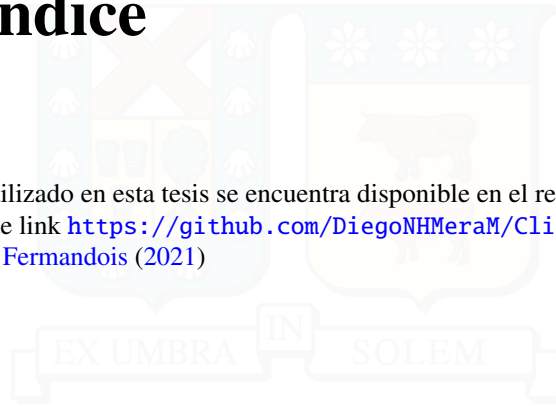 ndice
ilizado en esta tesis se encuentra disponible en el re
e link https://github.com/DiegoNHMeraM/Cli
Fermandois (2021)
IN
EX UMBRA SOLEM